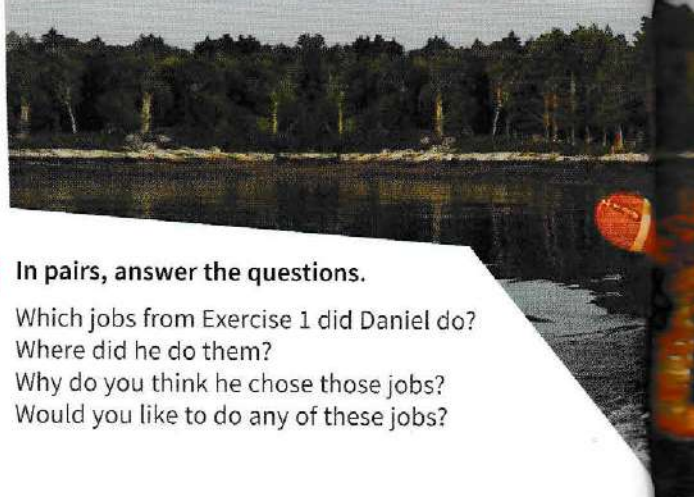 In pairs, answer the questions.
Which jobs from Exercise 1 did Daniel do?
Where did he do them?
Why do you think he chose those jobs?
Would you like to do any of these jobs?